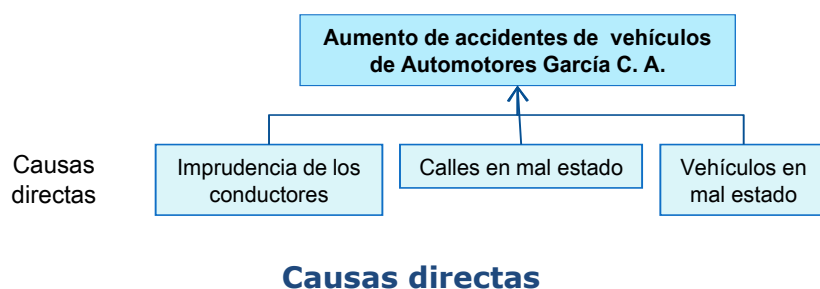 Aumento de accidentes de vehículos
de Automotores García C. A.
Causas
directas
Imprudencia de los
conductores
Calles en mal estado
Vehículos en
mal estado
Causas directas